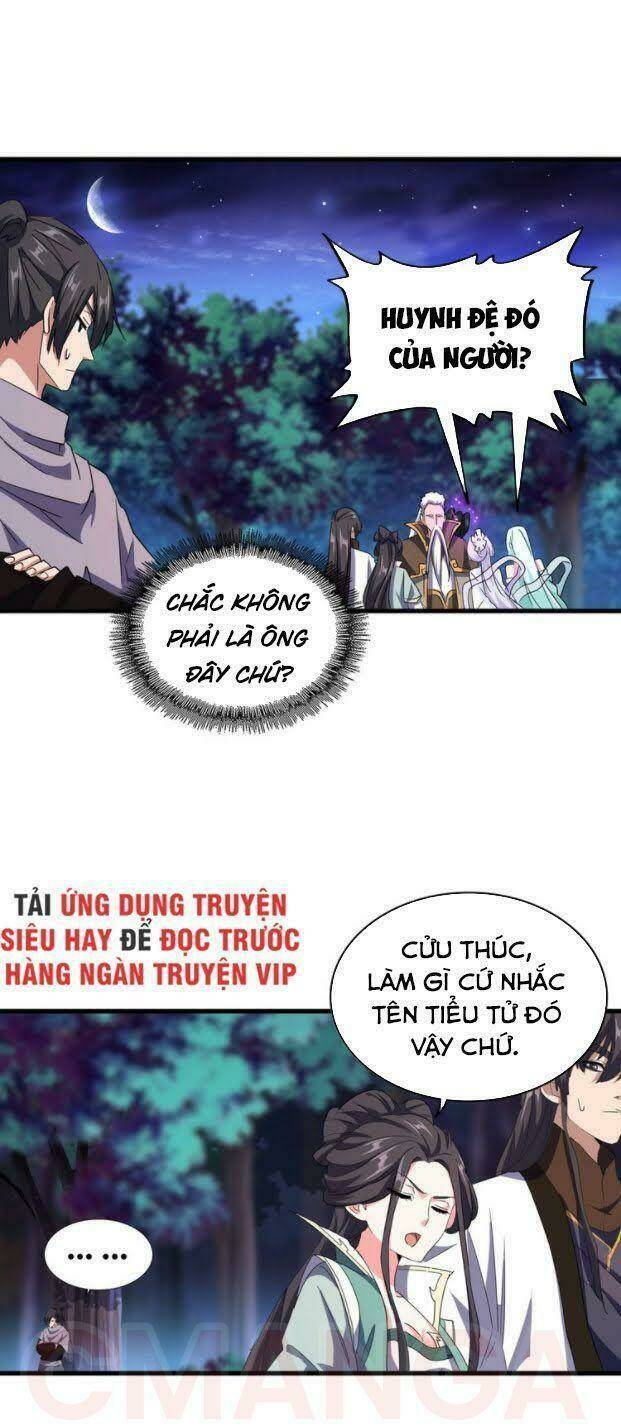 HUYNH ĐỆ ĐÓ
CỦA NGƯỜI?
CHẮC KHÔNG
PHẢI LÀ ÔNG
ĐÂY CHỨ?
TẢI ỨNG DỤNG TRUYỆN
SIÊU HAY ĐỂ ĐỌC TRƯỚC
HÀNG NGÀN TRUYỆN VIP
CỬU THÚC,
LÀM GÌ CỨ NHẮC
TÊN TIỂU TỬ ĐÓ
VẬY CHỨ.
... ...
CMANGA